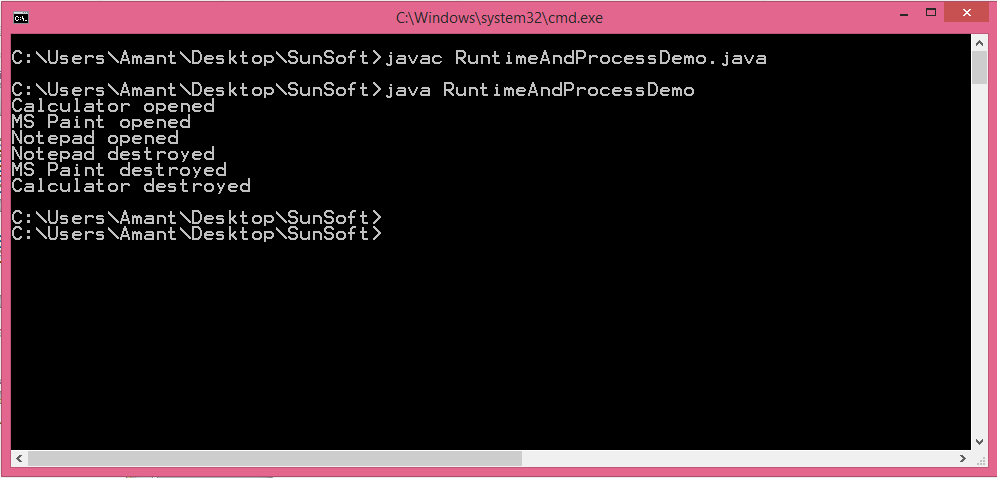 C:\Windows\system32\cmd.exe
C:\Users\Amant\Desktop\SunSoft>javac RuntimeAndProcessDemo.java
C:\Users\Amant\Desktop\SunSoft>java RuntimeAndProcessDemo
Calculator opened
MS Paint opened
Notepad opened
Notepad destroyed
MS Paint destroyed
Calculator destroyed
C:\Users\Amant\Desktop\SunSoft>
C:\Users\Amant\Desktop\SunSoft>